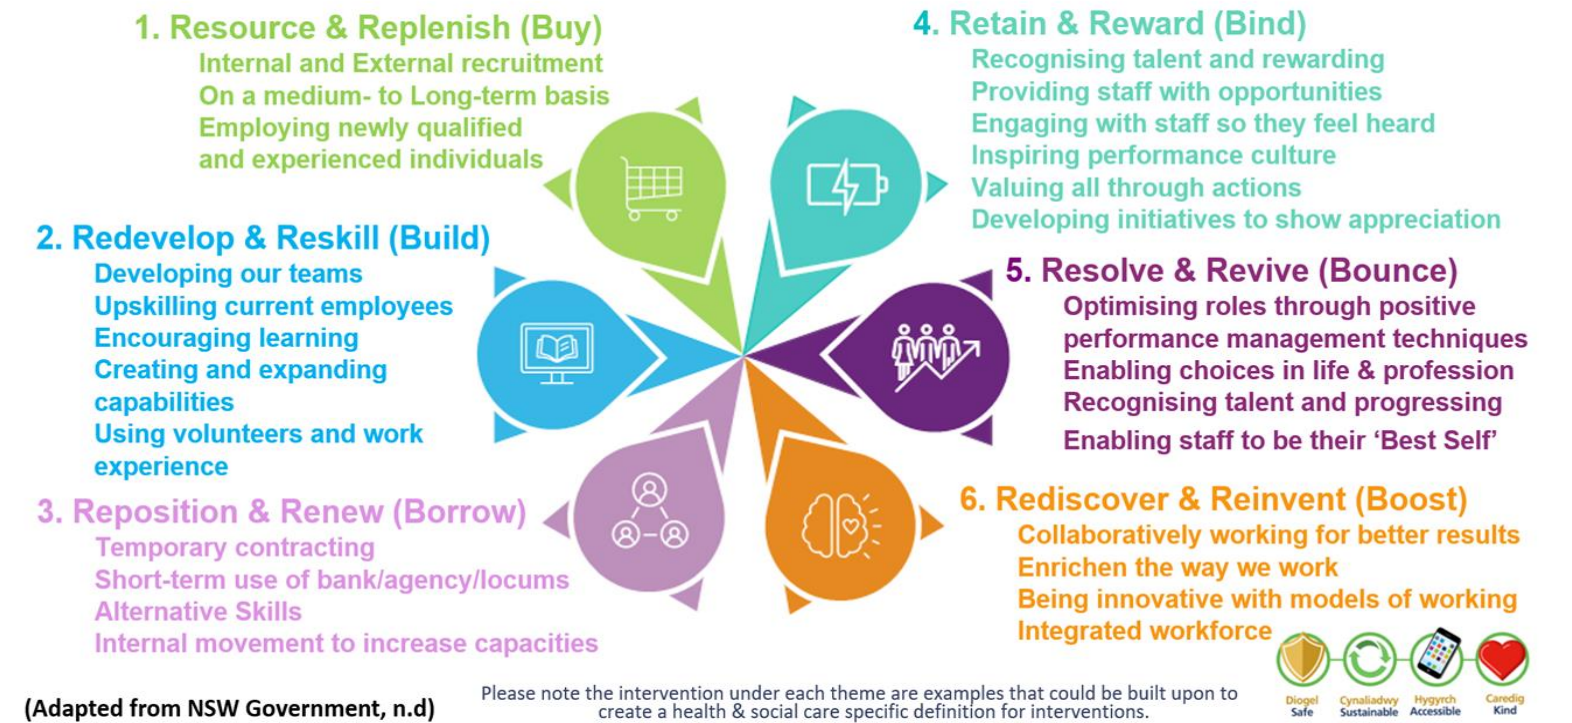 1. Resource & Replenish (Buy)
Internal and External recruitment
On a medium- to Long-term basis
Employing newly qualified
and experienced individuals
2. Redevelop & Reskill (Build)
Developing our teams
Upskilling current employees
Encouraging learning
Creating and expanding
capabilities
Using volunteers and work
experience
3. Reposition & Renew (Borrow)
Temporary contracting
Short-term use of bank/agency/locums
Alternative Skills
Internal movement to increase capacities
4. Retain & Reward (Bind)
Recognising talent and rewarding
Providing staff with opportunities
Engaging with staff so they feel heard
Inspiring performance culture
Valuing all through actions
Developing initiatives to show appreciation
5. Resolve & Revive (Bounce)
Optimising roles through positive
performance management techniques
Enabling choices in life & profession
Recognising talent and progressing
Enabling staff to be their ‘Best Self’
6. Rediscover & Reinvent (Boost)
Collaboratively working for better results
Enrichen the way we work
Being innovative with models of working
Integrated workforce
(Adapted from NSW Government, n.d)
Please note the intervention under each theme are examples that could be built upon to
create a health & social care specific definition for interventions.
Diogel
Safe
Cynaliadwy
Sustainable
Hygyrch
Accessible
Caredig
Kind